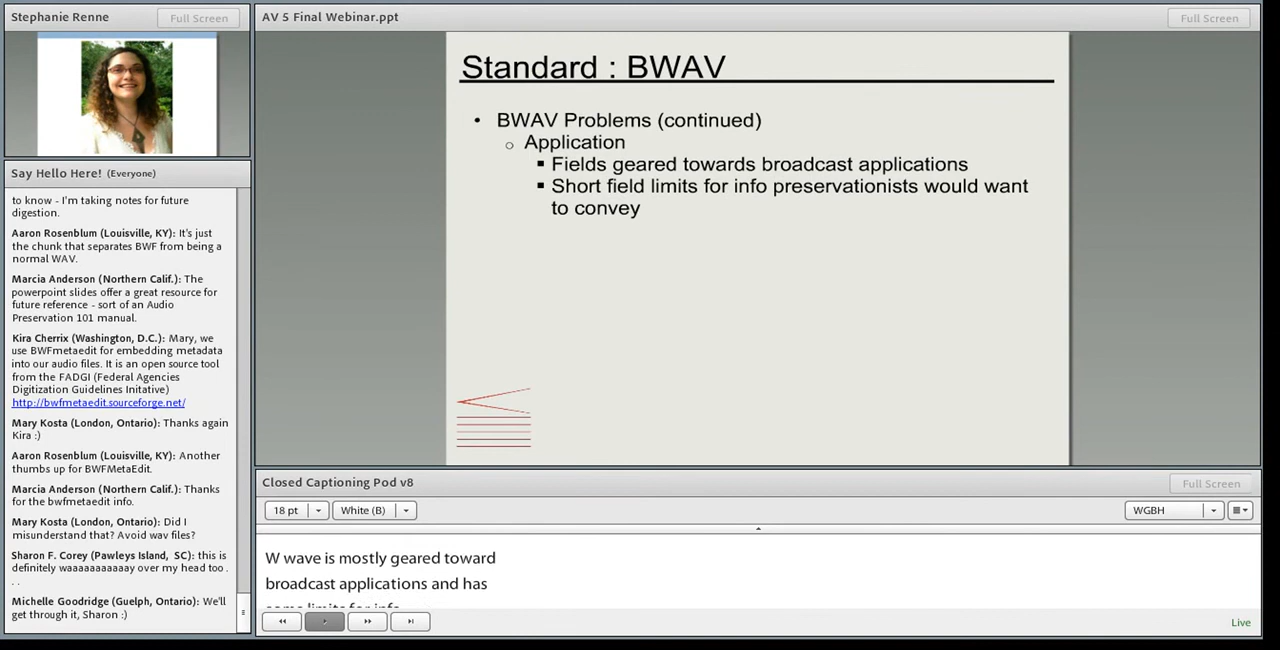 Stephanie Renne
Full Screen
Say Hello Here! (Everyone)
to know - I'm taking notes for future
digestion.
Aaron Rosenblum (Louisville, KY): It's just
the chunk that separates BWF from being a
normal WAV.
Marcia Anderson (Northern Calif.): The
powerpoint slides offer a great resource for
future reference - sort of an Audio
Preservation 101 manual.
Kira Cherrix (Washington, D.C.): Mary, we
use BWFmetaedit for embedding metadata
into our audio files. It is an open source tool
from the FADGI (Federal Agencies
Digitization Guidelines Initative)
http://bwfmetaedit.sourceforge.net/
Mary Kosta (London, Ontario): Thanks again
Kira :)
Aaron Rosenblum (Louisville, KY): Another
thumbs up for BWFMetaEdit.
Marcia Anderson (Northern Calif.): Thanks
for the bwfmetaedit info.
Mary Kosta (London, Ontario): Did I
misunderstand that? Avoid wav files?
Sharon F. Corey (Pawleys Island, SC): this is
definitely waaaaaaaaaay over my head too .
. .
Michelle Goodridge (Guelph, Ontario): We'll
get through it, Sharon :)
AV 5 Final Webinar.ppt
Full Screen
Standard : BWAV
• BWAV Problems (continued)
o Application
▪ Fields geared towards broadcast applications
▪ Short field limits for info preservationists would want
to convey
Closed Captioning Pod v8
Full Screen
18 pt
White (B)
WGBH
W wave is mostly geared toward
broadcast applications and has
some limits for info
Live